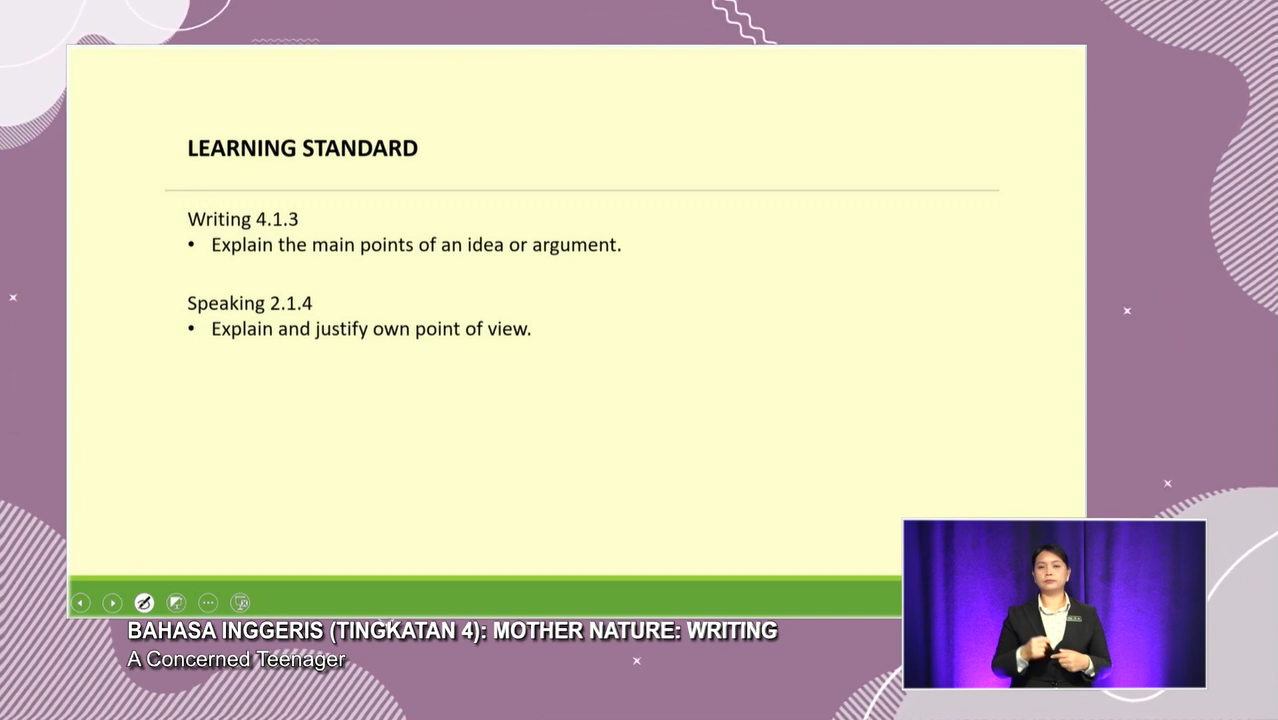 LEARNING STANDARD
Writing 4.1.3
• Explain the main points of an idea or argument.
Speaking 2.1.4
• Explain and justify own point of view.
BAHASA INGGERIS (TINGKATAN 4): MOTHER NATURE: WRITING
A Concerned Teenager